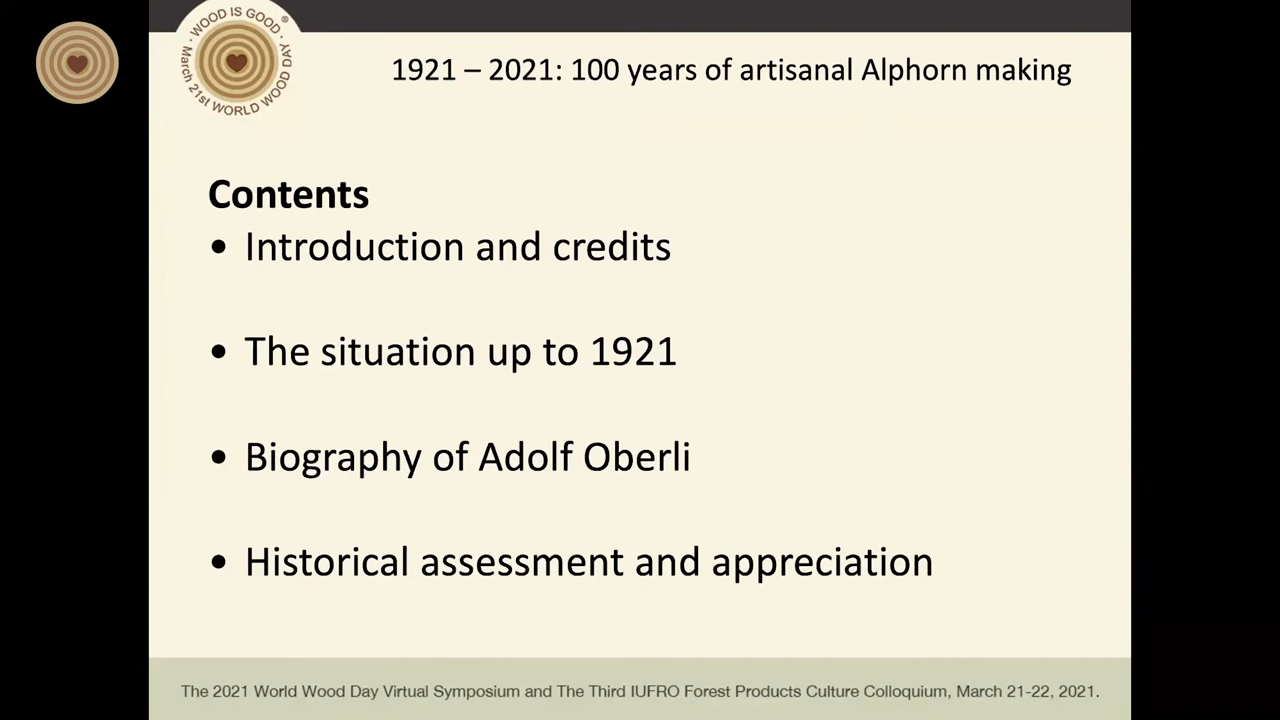 WOOD IS GOOD ®
March 21st WORLD WOOD DAY
1921 – 2021: 100 years of artisanal Alphorn making
Contents
• Introduction and credits
• The situation up to 1921
• Biography of Adolf Oberli
• Historical assessment and appreciation
The 2021 World Wood Day Virtual Symposium and The Third IUFRO Forest Products Culture Colloquium, March 21-22, 2021.